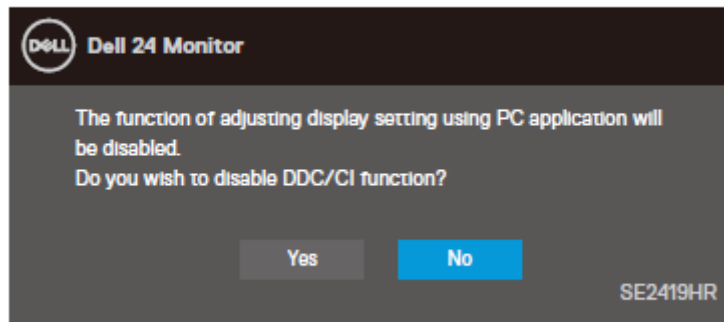 DELL
Dell 24 Monitor
The function of adjusting display setting using PC application will
be disabled.
Do you wish to disable DDC/CI function?
Yes No
SE2419HR